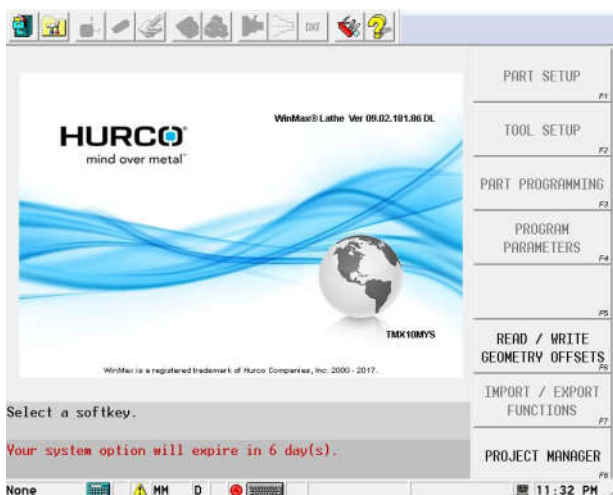 DXF
PART SETUP
F1
WinMax® Lathe Ver 09.02.181.86 DL
HURCO
mind over metal™
TOOL SETUP
F2
PART PROGRAMMING
F3
PROGRAM
PARAMETERS
F4
F5
TMX10MYS
READ / WRITE
GEOMETRY OFFSETS
F6
WinMax is a registered trademark of Hurco Companies, Inc. 2000 - 2017.
IMPORT / EXPORT
FUNCTIONS
F7
Select a softkey.
Your system option will expire in 6 day(s).
PROJECT MANAGER
F8
None MM D 11:32 PM